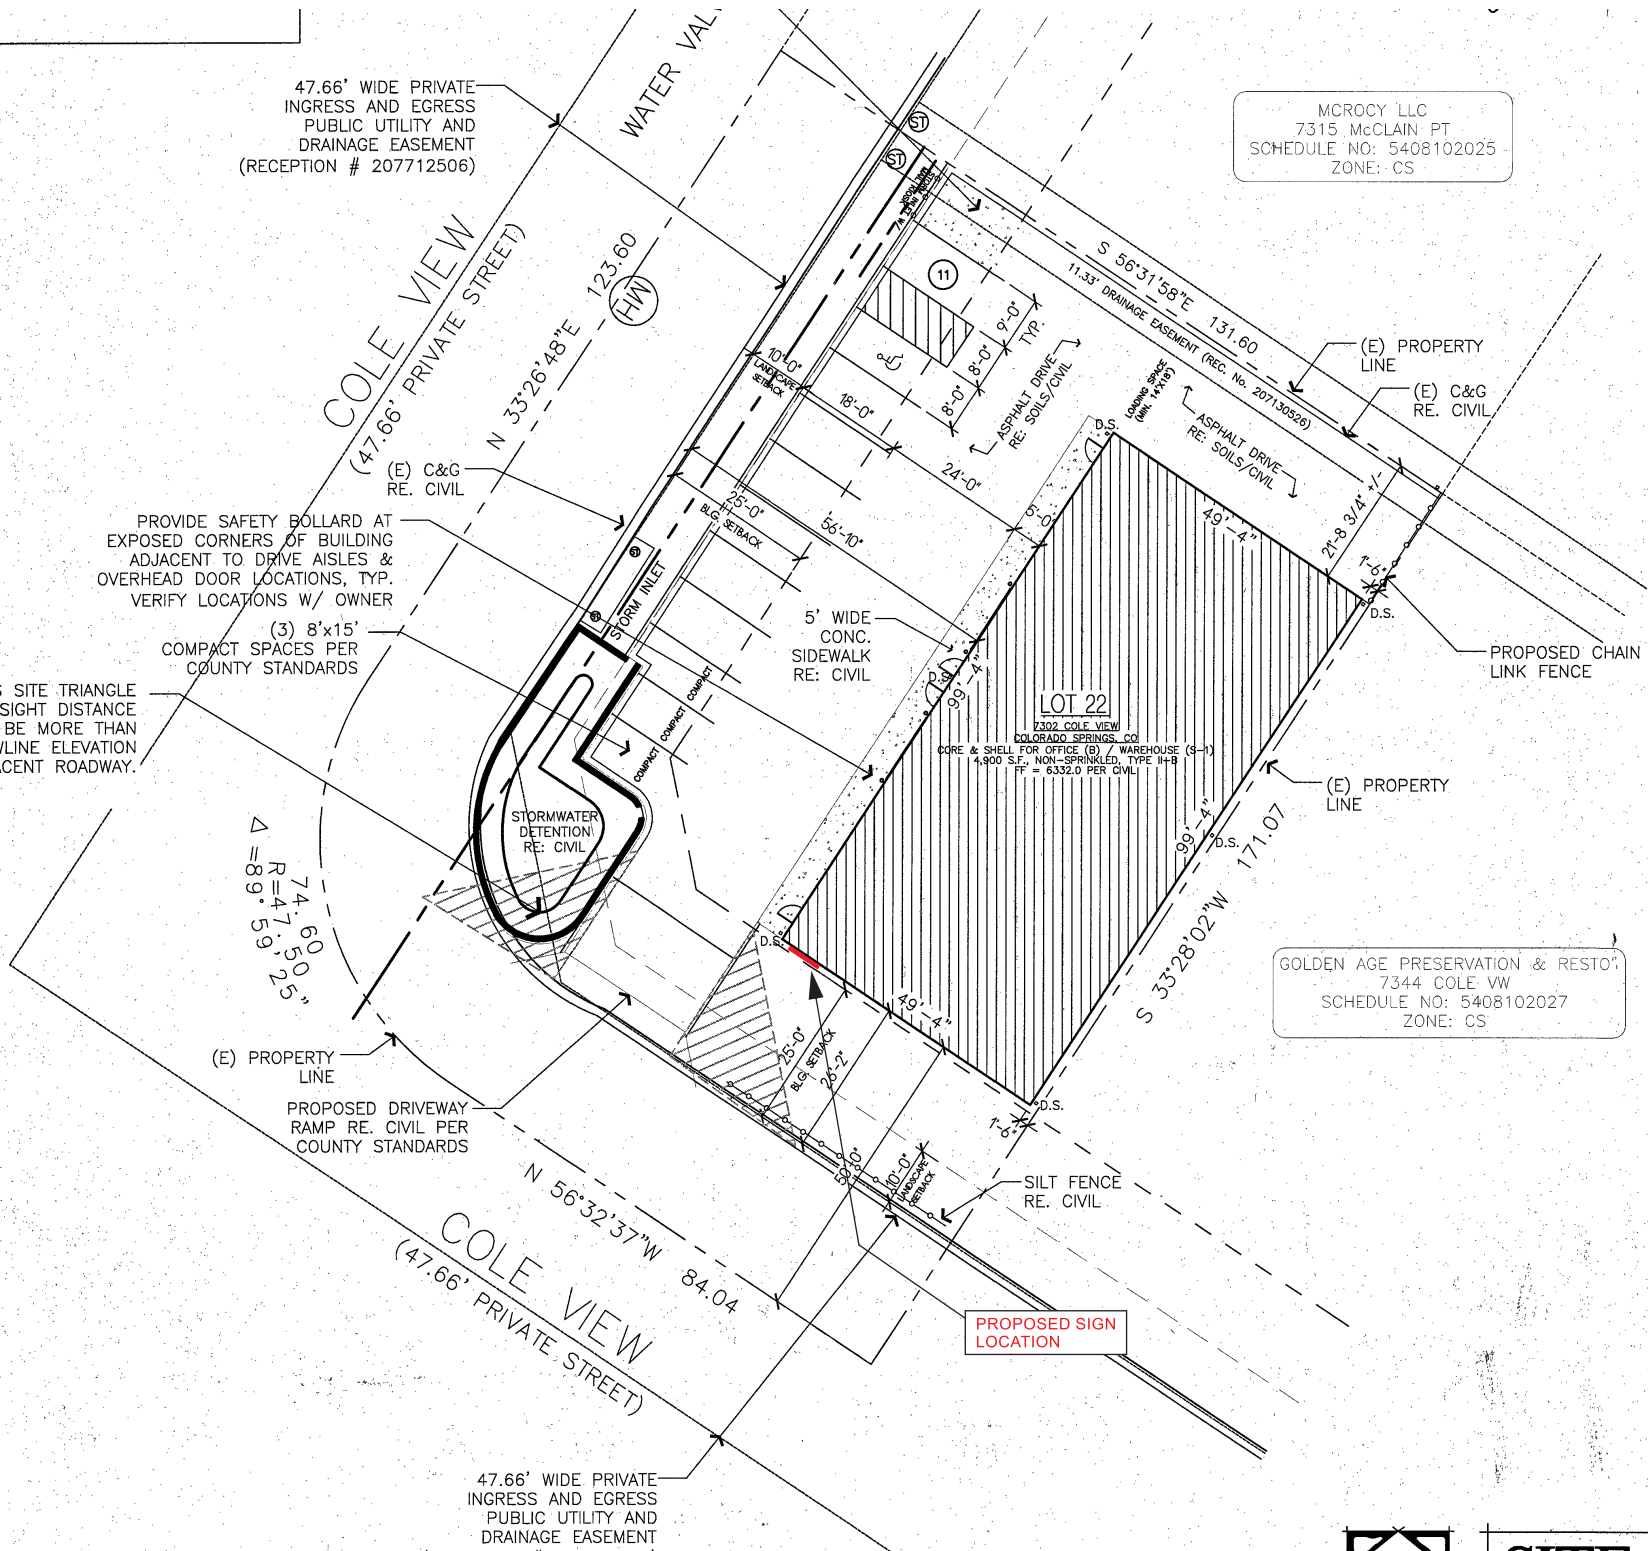 WATER VAL
47.66' WIDE PRIVATE
INGRESS AND EGRESS
PUBLIC UTILITY AND
DRAINAGE EASEMENT
(RECEPTION # 207712506)
MCROCY LLC
7315 McCLAIN PT
SCHEDULE NO: 5408102025
ZONE: CS
ST
ST
STORM INLET W/
11
COLE VIEW
(47.66' PRIVATE STREET)
N 33°26'48"E 123.60
MH
S 56°31'58"E 131.60
11.33' DRAINAGE EASEMENT (REC. No. 207130526)
(E) PROPERTY
LINE
(E) C&G
RE. CIVIL
9'-0"
TYP.
8'-0"
8'-0"
ASPHALT DRIVE
RE: SOILS/CIVIL
LOADING SPACE
(MIN. 14'X18')
ASPHALT DRIVE
RE: SOILS/CIVIL
10'-0"
LANDSCAPE
SETBACK
18'-0"
24'-0"
5'-0"
D.S.
49'-4"
21'-8 3/4" +/-
1'-6"
D.S.
(E) C&G
RE. CIVIL
25'-0"
BLG. SETBACK
56'-10"
PROVIDE SAFETY BOLLARD AT
EXPOSED CORNERS OF BUILDING
ADJACENT TO DRIVE AISLES &
OVERHEAD DOOR LOCATIONS, TYP.
VERIFY LOCATIONS W/ OWNER
STORM INLET
(3) 8'x15'
COMPACT SPACES PER
COUNTY STANDARDS
5' WIDE
CONC.
SIDEWALK
RE: CIVIL
PROPOSED CHAIN
LINK FENCE
S SITE TRIANGLE
SIGHT DISTANCE
BE MORE THAN
WLINE ELEVATION
ACENT ROADWAY.
COMPACT COMPACT COMPACT
D.S.
99'-4"
LOT 22
7302 COLE VIEW
COLORADO SPRINGS, CO
CORE & SHELL FOR OFFICE (B) / WAREHOUSE (S-1)
4,900 S.F., NON-SPRINKLED, TYPE II-B
FF = 6332.0 PER CIVIL
(E) PROPERTY
LINE
STORMWATER
DETENTION
RE: CIVIL
99'-4"
D.S.
S 33°28'02"W 171.07
74.60
R=47.50
Δ =89°59'25"
D.S.
GOLDEN AGE PRESERVATION & RESTO
7344 COLE VW
SCHEDULE NO: 5408102027
ZONE: CS
49'-4"
25'-0"
BLG. SETBACK
26'-2"
(E) PROPERTY
LINE
PROPOSED DRIVEWAY
RAMP RE. CIVIL PER
COUNTY STANDARDS
D.S.
1'-6"
50'-0"
10'-0"
LANDSCAPE
SETBACK
SILT FENCE
RE. CIVIL
N 56°32'37"W 84.04
COLE VIEW
(47.66' PRIVATE STREET)
PROPOSED SIGN
LOCATION
47.66' WIDE PRIVATE
INGRESS AND EGRESS
PUBLIC UTILITY AND
DRAINAGE EASEMENT
SITE